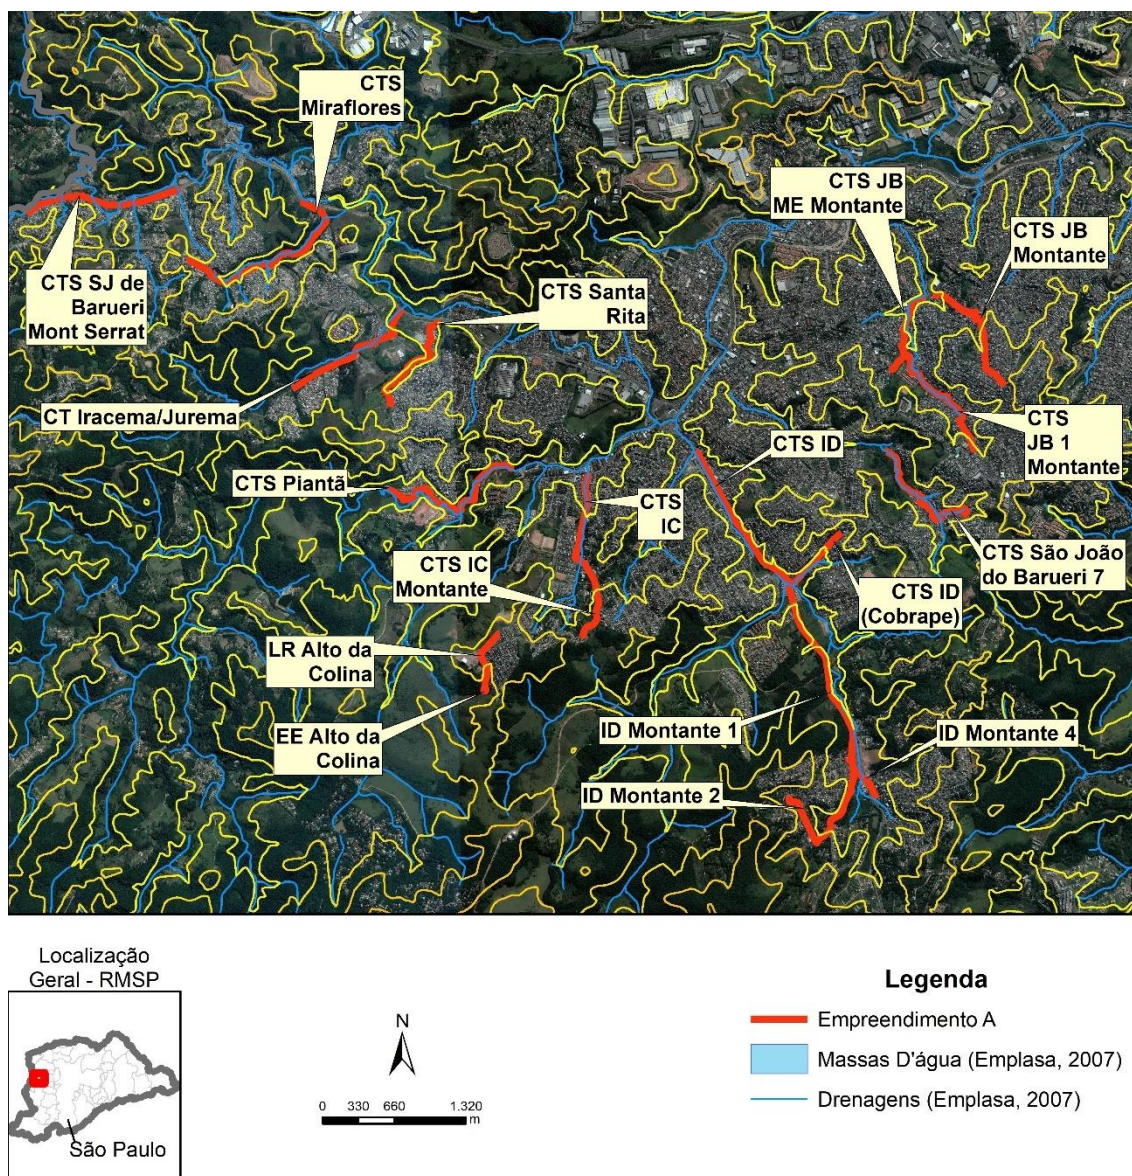 CTS
Miraflores
CTS JB
ME Montante
CTS JB
Montante
CTS SJ de
Barueri
Mont Serrat
CTS Santa
Rita
CT Iracema/Jurema
CTS
JB 1
Montante
CTS ID
CTS Piantã
CTS
IC
CTS São João
do Barueri 7
CTS IC
Montante
CTS ID
(Cobrape)
LR Alto da
Colina
EE Alto da
Colina
ID Montante 1
ID Montante 4
ID Montante 2
Localização
Geral - RMSP
São Paulo
N
0 330 660 1.320
m
Legenda
Empreendimento A
Massas D'água (Emplasa, 2007)
Drenagens (Emplasa, 2007)